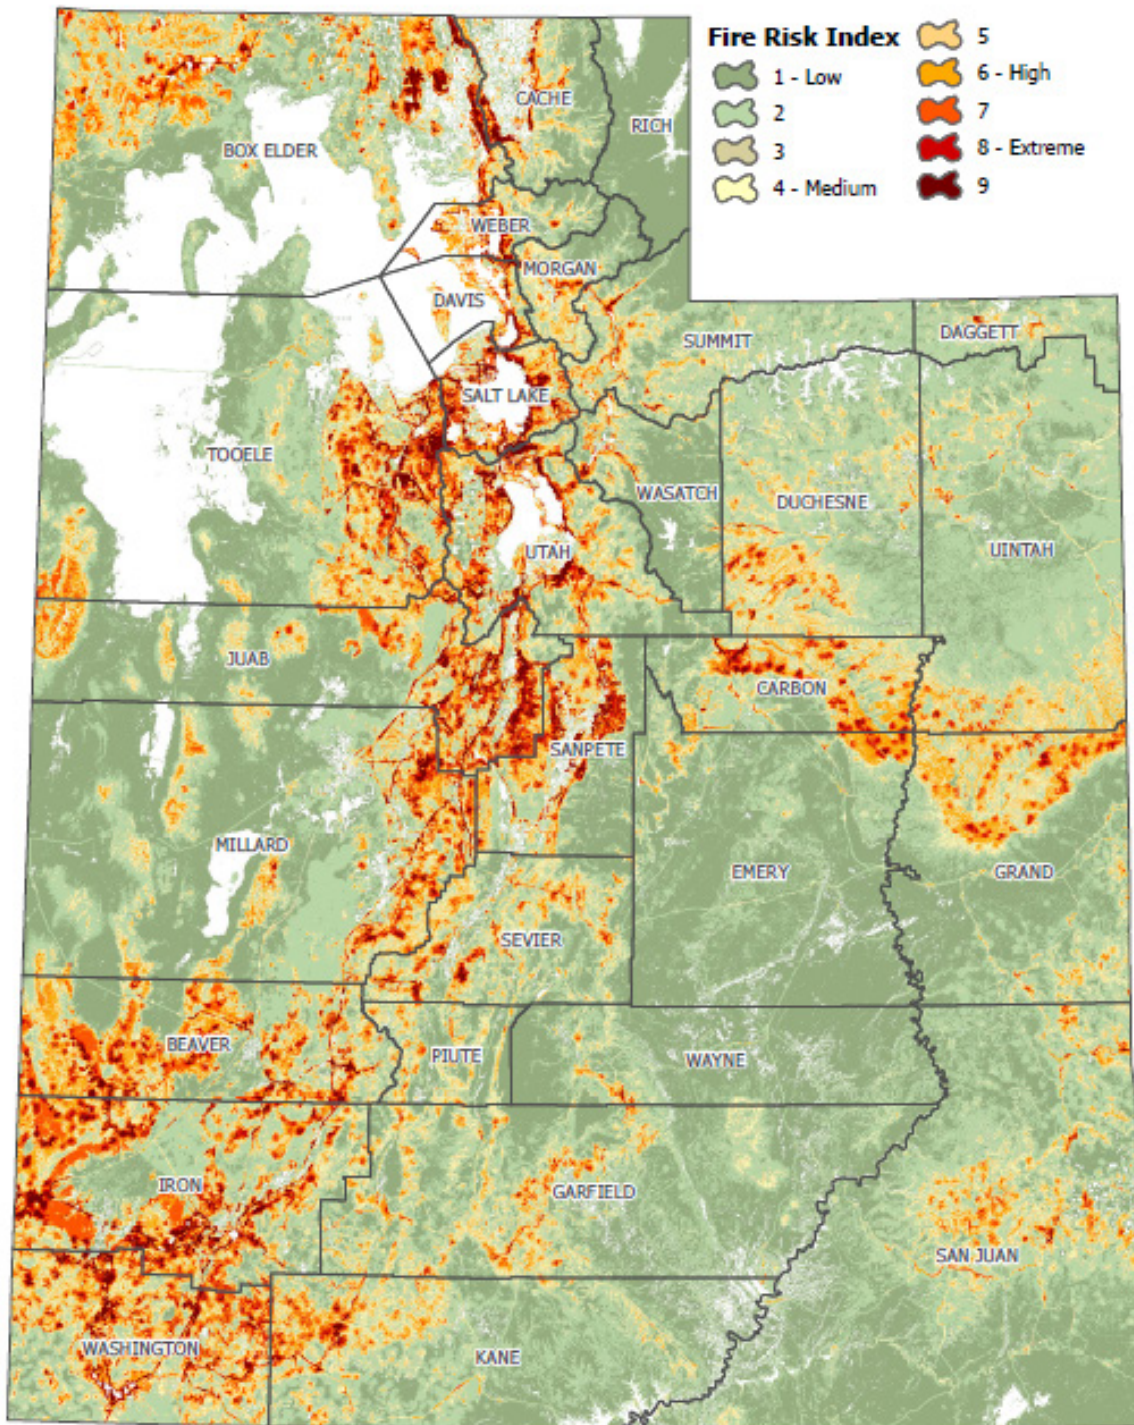 Fire Risk Index
1 - Low
2
3
4 - Medium
5
6 - High
7
8 - Extreme
9
CACHE
RICH
BOX ELDER
WEBER
MORGAN
DAVIS
SUMMIT
DAGGETT
SALT LAKE
TOOELE
WASATCH
DUCHESNE
UTAH
UINTAH
JUAB
CARBON
SANPETE
MILLARD
EMERY
GRAND
SEVIER
BEAVER
PIUTE
WAYNE
IRON
GARFIELD
SAN JUAN
WASHINGTON
KANE